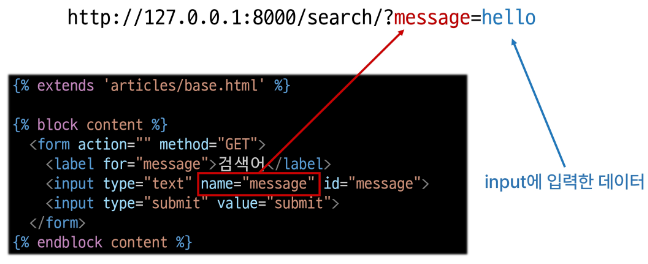 http://127.0.0.1:8000/search/?message=hello
{% extends 'articles/base.html' %}
{% block content %}
<form action="" method="GET">
<label for="message">검색어</label>
<input type="text" name="message" id="message">
<input type="submit" value="submit">
</form>
{% endblock content %}
input에 입력한 데이터